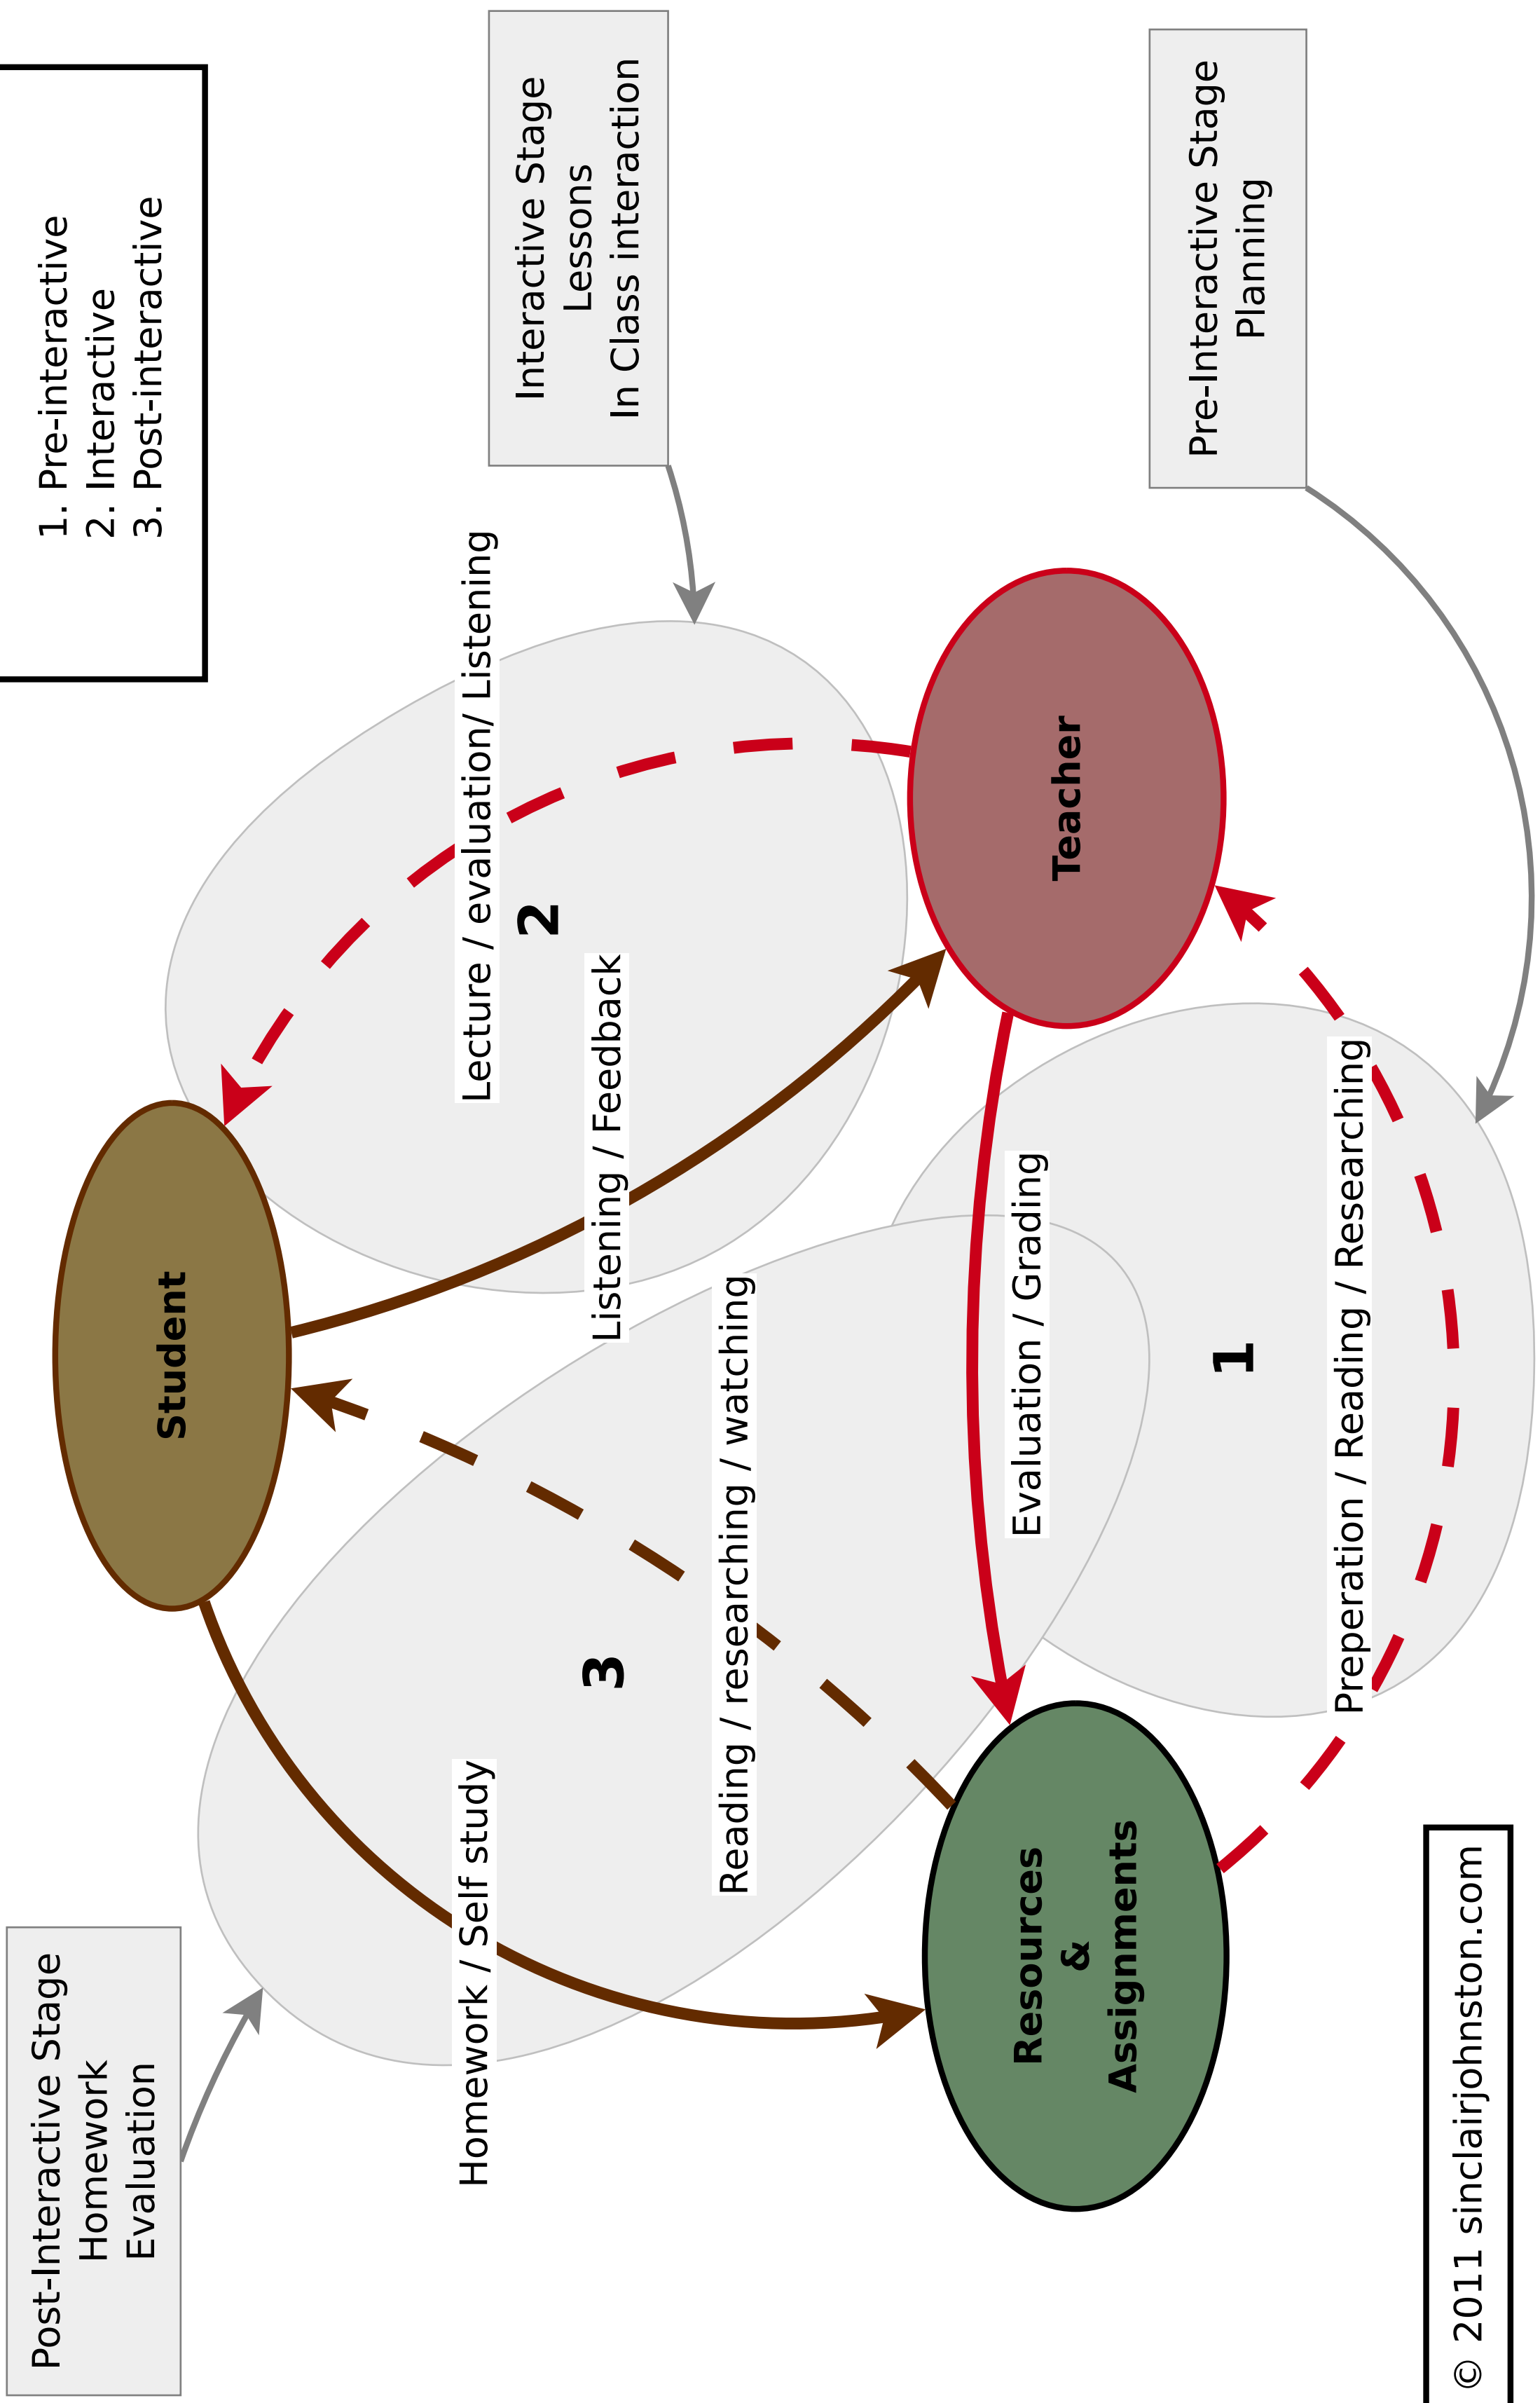 1. Pre-interactive
2. Interactive
3. Post-interactive
Post-Interactive Stage
Homework
Evaluation
Student
Interactive Stage
Lessons
In Class interaction
Lecture / evaluation/ Listening
2
Listening / Feedback
Homework / Self study
3
Reading / researching / watching
Evaluation / Grading
Teacher
Resources
&
Assignments
1
Pre-Interactive Stage
Planning
Preperation / Reading / Researching
© 2011 sinclairjohnston.com